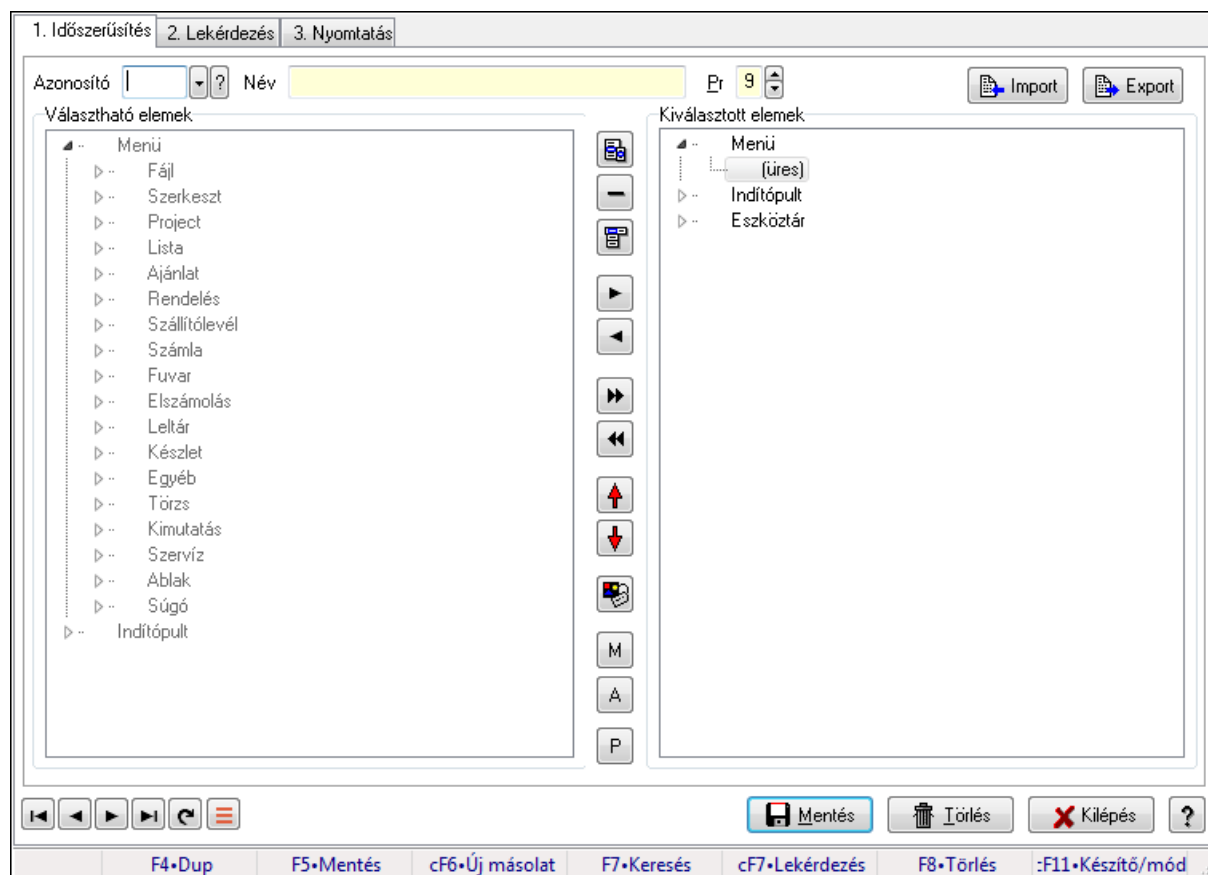 1. Időszerűsítés 2. Lekérdezés 3. Nyomtatás
Azonosító ? Név Pr 9 Import Export
Választható elemek
Menü
Fájl
Szerkeszt
Project
Lista
Ajánlat
Rendelés
Szállítólevél
Számla
Fuvar
Elszámolás
Leltár
Készlet
Egyéb
Törzs
Kimutatás
Szervíz
Ablak
Súgó
Indítópult
M
A
P
Kiválasztott elemek
Menü
(üres)
Indítópult
Eszköztár
Mentés Törlés Kilépés ?
F4•Dup F5•Mentés cF6•Új másolat F7•Keresés cF7•Lekérdezés F8•Törlés :F11•Készítő/mód